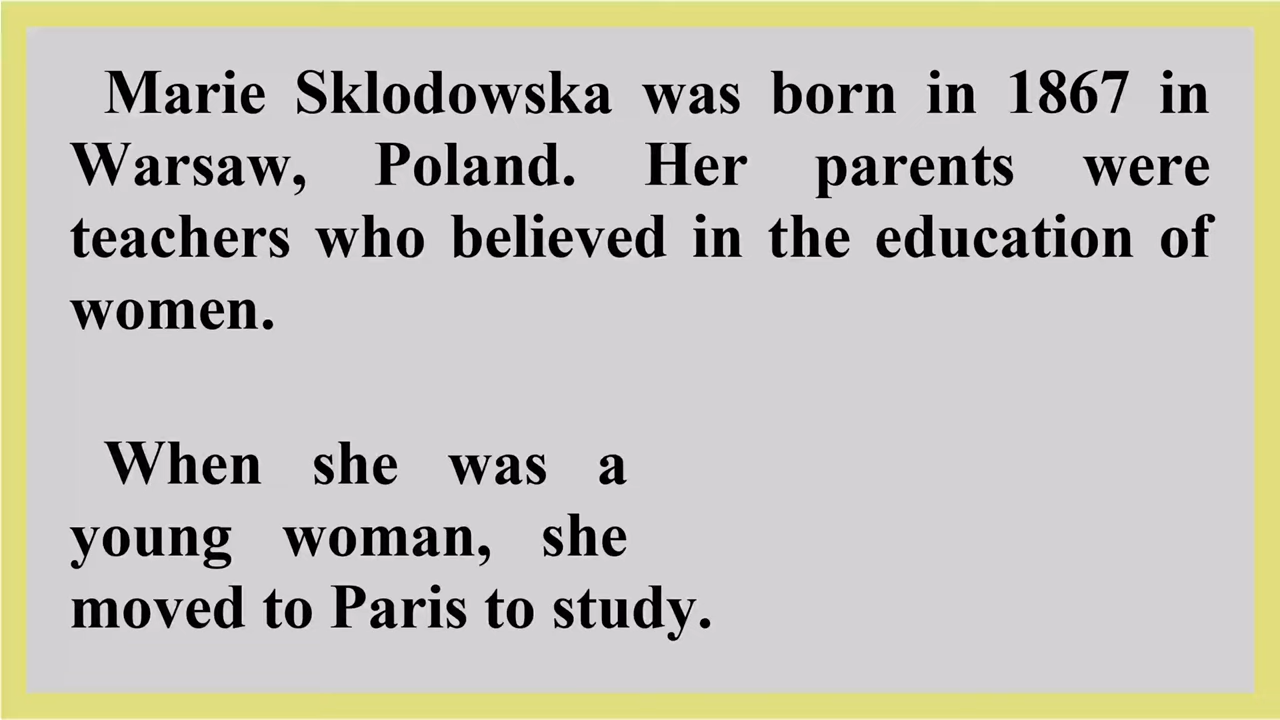 Marie Sklodowska was born in 1867 in
Warsaw, Poland. Her parents were
teachers who believed in the education of
women.
When she was a
young woman, she
moved to Paris to study.